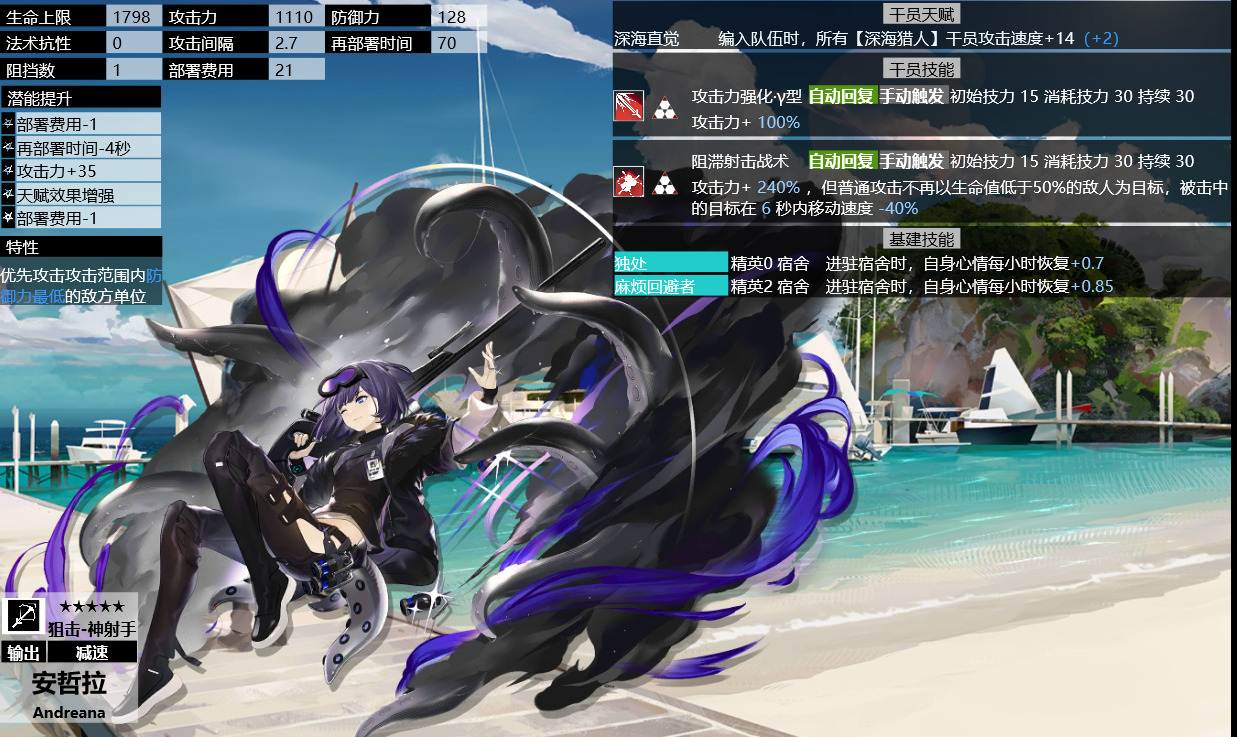 生命上限 1798 攻击力 1110 防御力 128
法术抗性 0 攻击间隔 2.7 再部署时间 70
阻挡数 1 部署费用 21
潜能提升
部署费用-1
再部署时间-4秒
攻击力+35
天赋效果增强
部署费用-1
特性
优先攻击攻击范围内防
御力最低的敌方单位
★★★★★
狙击-神射手
输出 减速
安哲拉
Andreana
干员天赋
深海直觉 编入队伍时，所有【深海猎人】干员攻击速度+14（+2）
干员技能
攻击力强化·γ型 自动回复 手动触发 初始技力 15 消耗技力 30 持续 30
攻击力+ 100%
阻滞射击战术 自动回复 手动触发 初始技力 15 消耗技力 30 持续 30
攻击力+ 240% ，但普通攻击不再以生命值低于50%的敌人为目标，被击中
的目标在 6 秒内移动速度 -40%
基建技能
独处 精英0 宿舍 进驻宿舍时，自身心情每小时恢复+0.7
麻烦回避者 精英2 宿舍 进驻宿舍时，自身心情每小时恢复+0.85